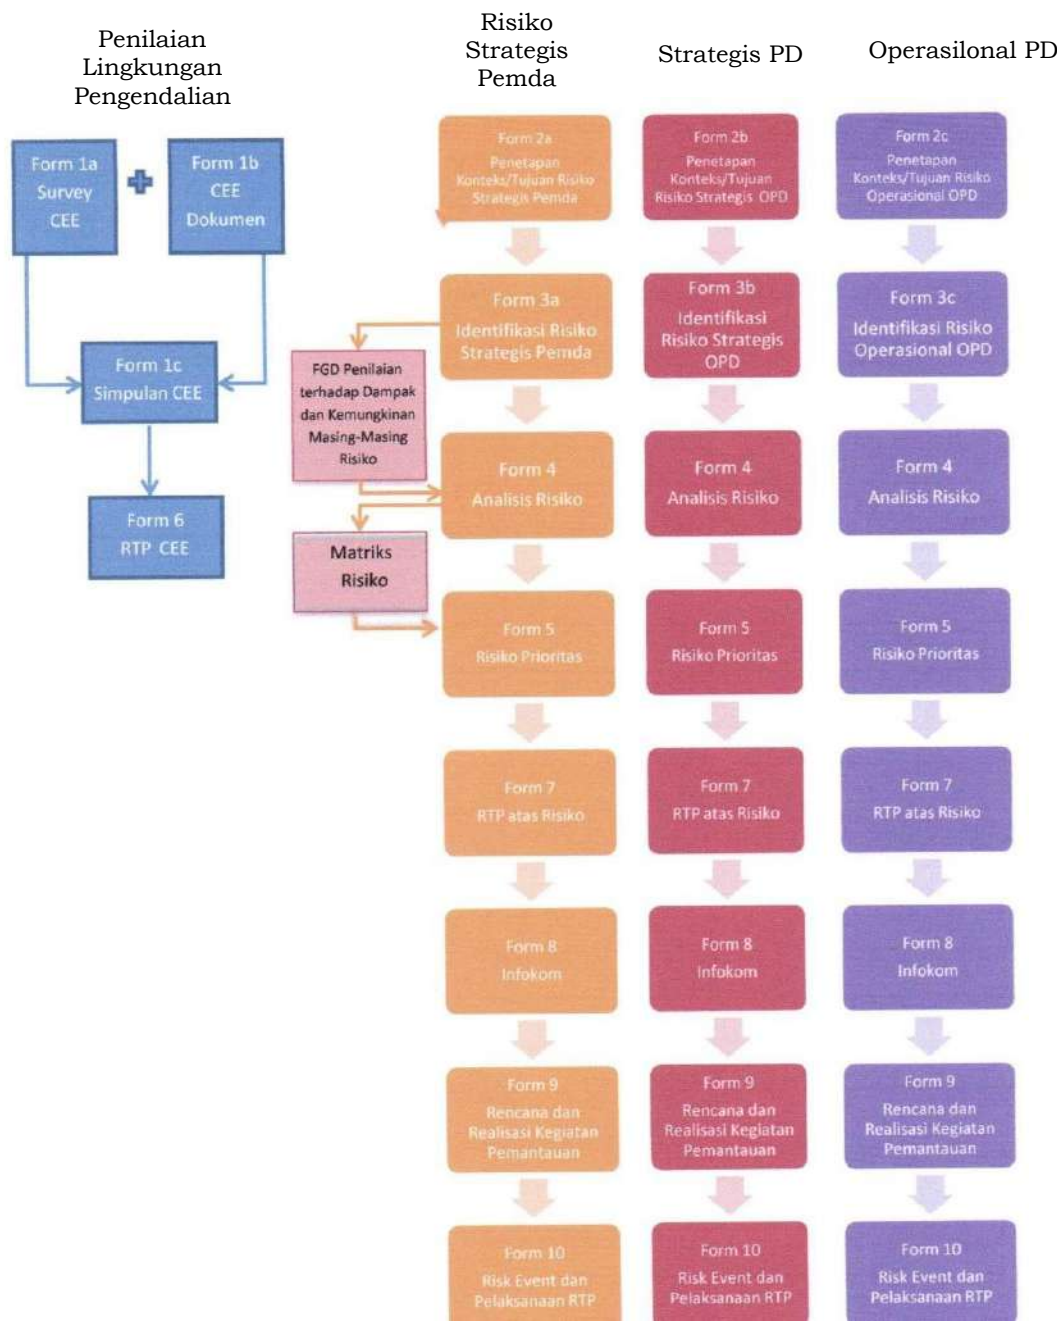 Penilaian
Lingkungan
Pengendalian
Risiko
Strategis
Pemda
Strategis PD
Operasilonal PD
Form 1a
Survey
CEE
Form 1b
CEE
Dokumen
Form 1c
Simpulan CEE
Form 6
RTP CEE
FGD Penilaian
terhadap Dampak
dan Kemungkinan
Masing-Masing
Risiko
Matriks
Risiko
Form 2a
Penetapan
Konteks/Tujuan Risiko
Strategis Pemda
Form 3a
Identifikasi Risiko
Strategis Pemda
Form 4
Analisis Risiko
Form 5
Risiko Prioritas
Form 7
RTP atas Risiko
Form 8
Infokom
Form 9
Rencana dan
Realisasi Kegiatan
Pemantauan
Form 10
Risk Event dan
Pelaksanaan RTP
Form 2b
Penetapan
Konteks/Tujuan
Risiko Strategis OPD
Form 3b
Identifikasi
Risiko Strategis
OPD
Form 4
Analisis Risiko
Form 5
Risiko Prioritas
Form 7
RTP atas Risiko
Form 8
Infokom
Form 9
Rencana dan
Realisasi Kegiatan
Pemantauan
Form 10
Risk Event dan
Pelaksanaan RTP
Form 2c
Penetapan
Konteks/Tujuan Risiko
Operasional OPD
Form 3c
Identifikasi Risiko
Operasional OPD
Form 4
Analisis Risiko
Form 5
Risiko Prioritas
Form 7
RTP atas Risiko
Form 8
Infokom
Form 9
Rencana dan
Realisasi Kegiatan
Pemantauan
Form 10
Risk Event dan
Pelaksanaan RTP